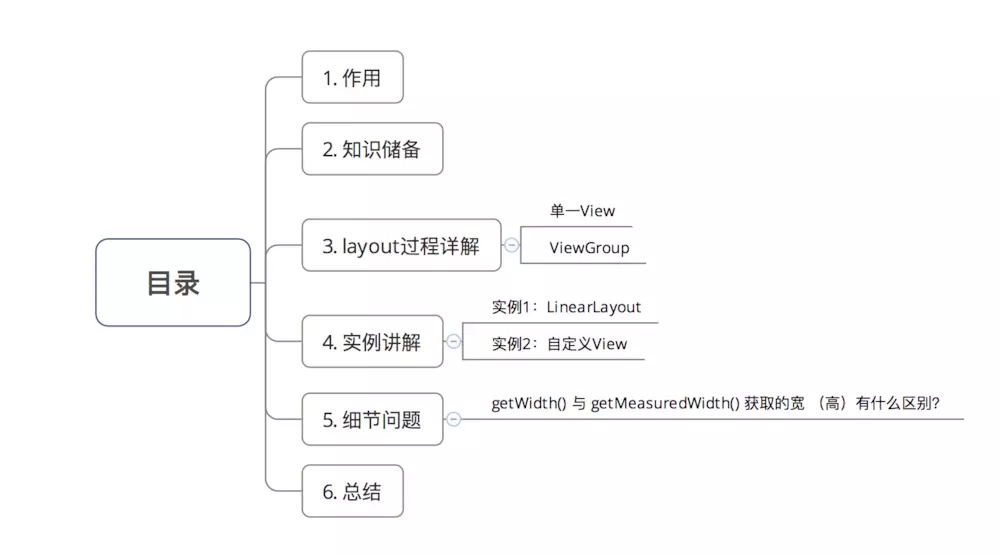 目录
1. 作用
2. 知识储备
3. layout过程详解
单一View
ViewGroup
4. 实例讲解
实例1：LinearLayout
实例2：自定义View
5. 细节问题
getWidth() 与 getMeasuredWidth() 获取的宽 （高）有什么区别？
6. 总结